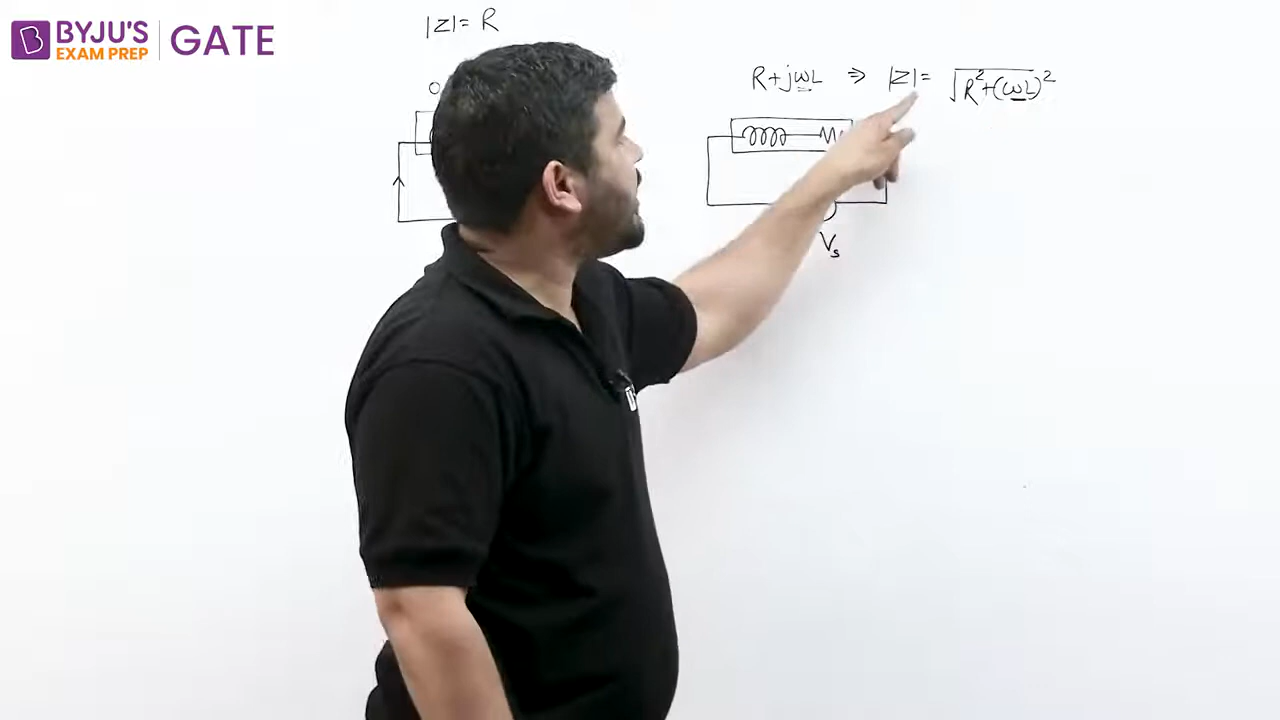 BYJU'S
EXAM PREP
GATE
|Z| = R
R + jωL ⇒ |Z| = √R²+(ωL)²
Vs